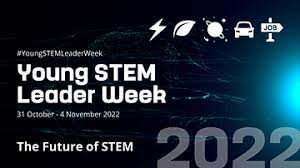 JOB
#YoungSTEMLeaderWeek
Young STEM
Leader Week
31 October - 4 November 2022
The Future of STEM
2022